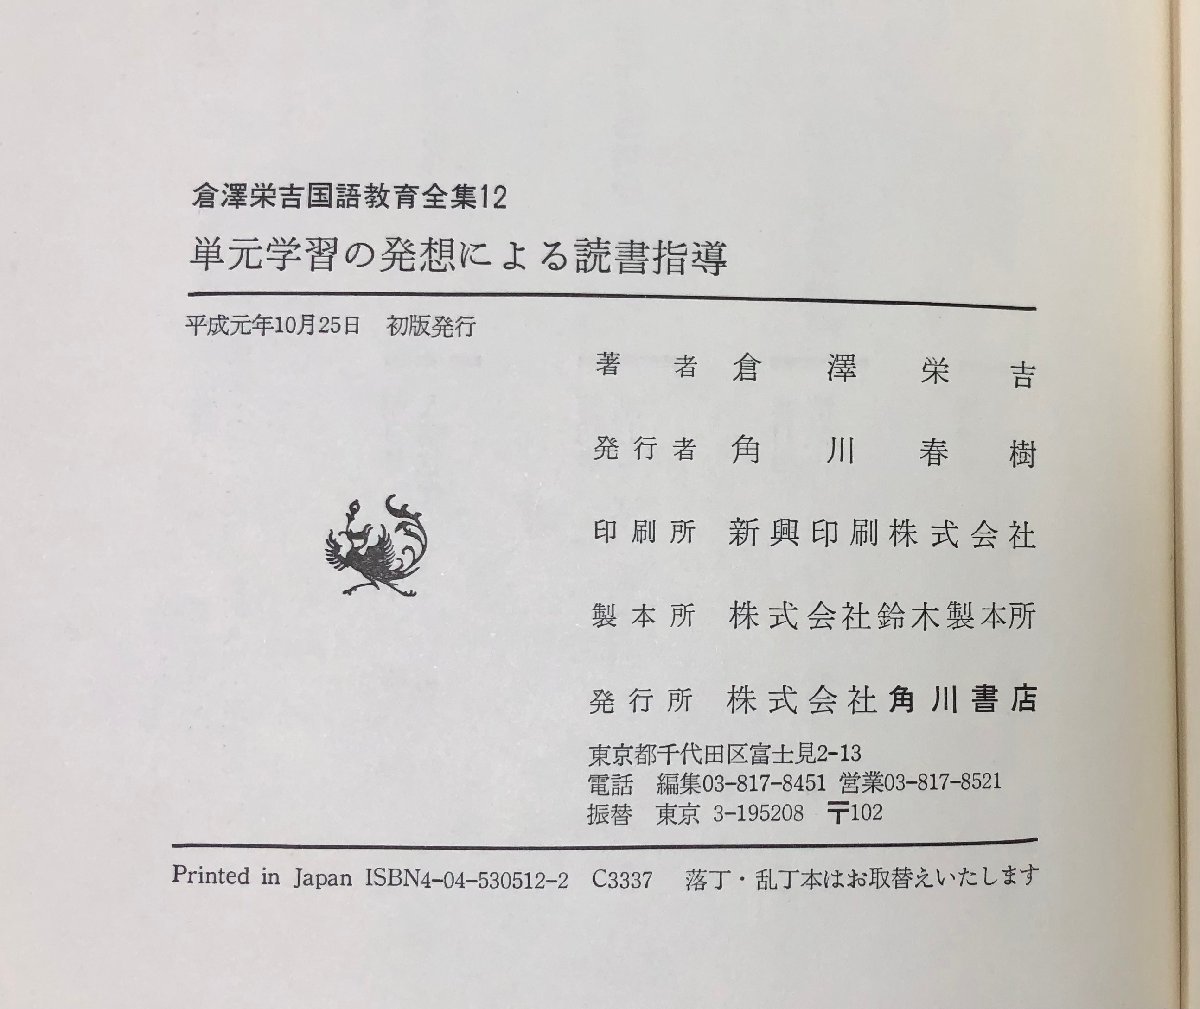 倉澤栄吉国語教育全集12
単元学習の発想による読書指導
平成元年10月25日 初版発行
著者 倉澤栄吉
発行者 角川春樹
印刷所 新興印刷株式会社
製本所 株式会社鈴木製本所
発行所 株式会社角川書店
東京都千代田区富士見2-13
電話 編集03-817-8451 営業03-817-8521
振替 東京 3-195208 〒102
Printed in Japan ISBN4-04-530512-2 C3337 落丁・乱丁本はお取替えいたします